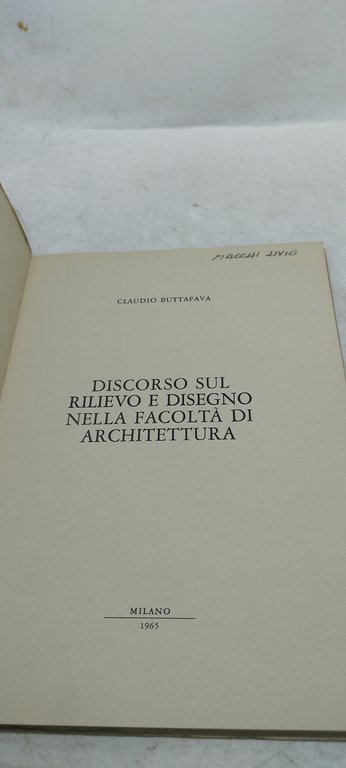 MACCHI LIVIO
CLAUDIO BUTTAFAVA
DISCORSO SUL
RILIEVO E DISEGNO
NELLA FACOLTÀ DI
ARCHITETTURA
MILANO
1965